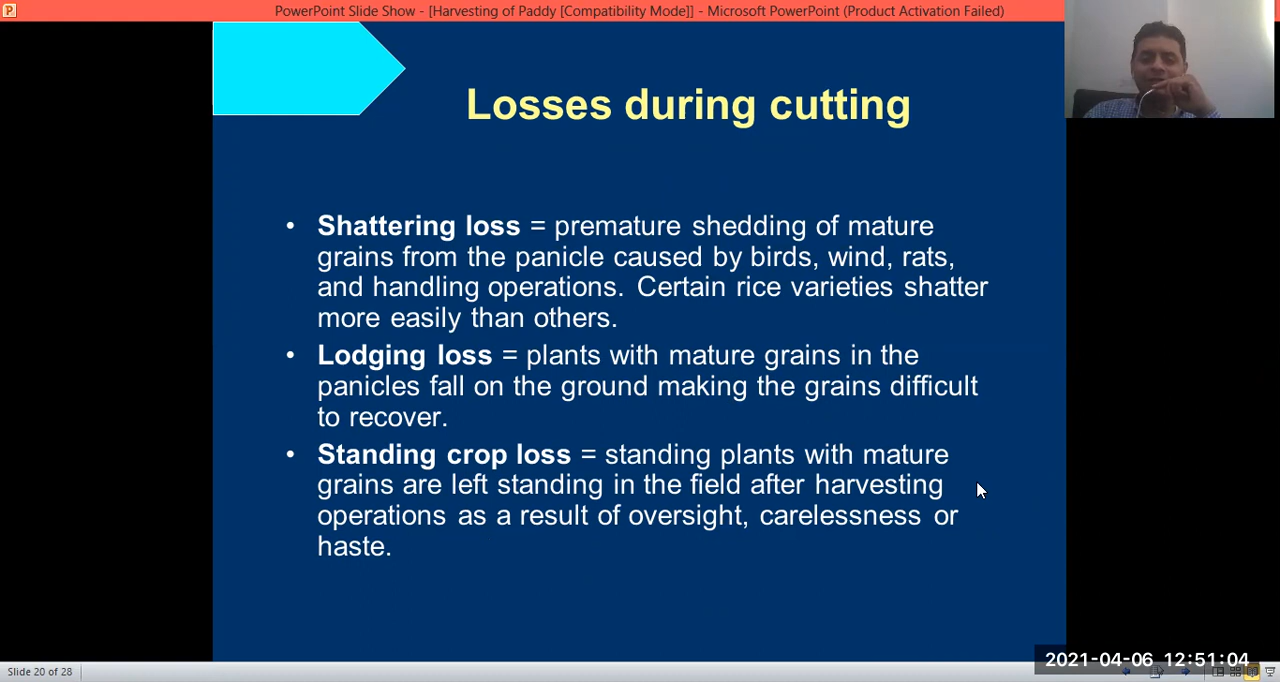 PowerPoint Slide Show - [Harvesting of Paddy [Compatibility Mode]] - Microsoft PowerPoint (Product Activation Failed)
Losses during cutting
• Shattering loss = premature shedding of mature
grains from the panicle caused by birds, wind, rats,
and handling operations. Certain rice varieties shatter
more easily than others.
• Lodging loss = plants with mature grains in the
panicles fall on the ground making the grains difficult
to recover.
• Standing crop loss = standing plants with mature
grains are left standing in the field after harvesting
operations as a result of oversight, carelessness or
haste.
Slide 20 of 28
2021-04-06 12:51:04